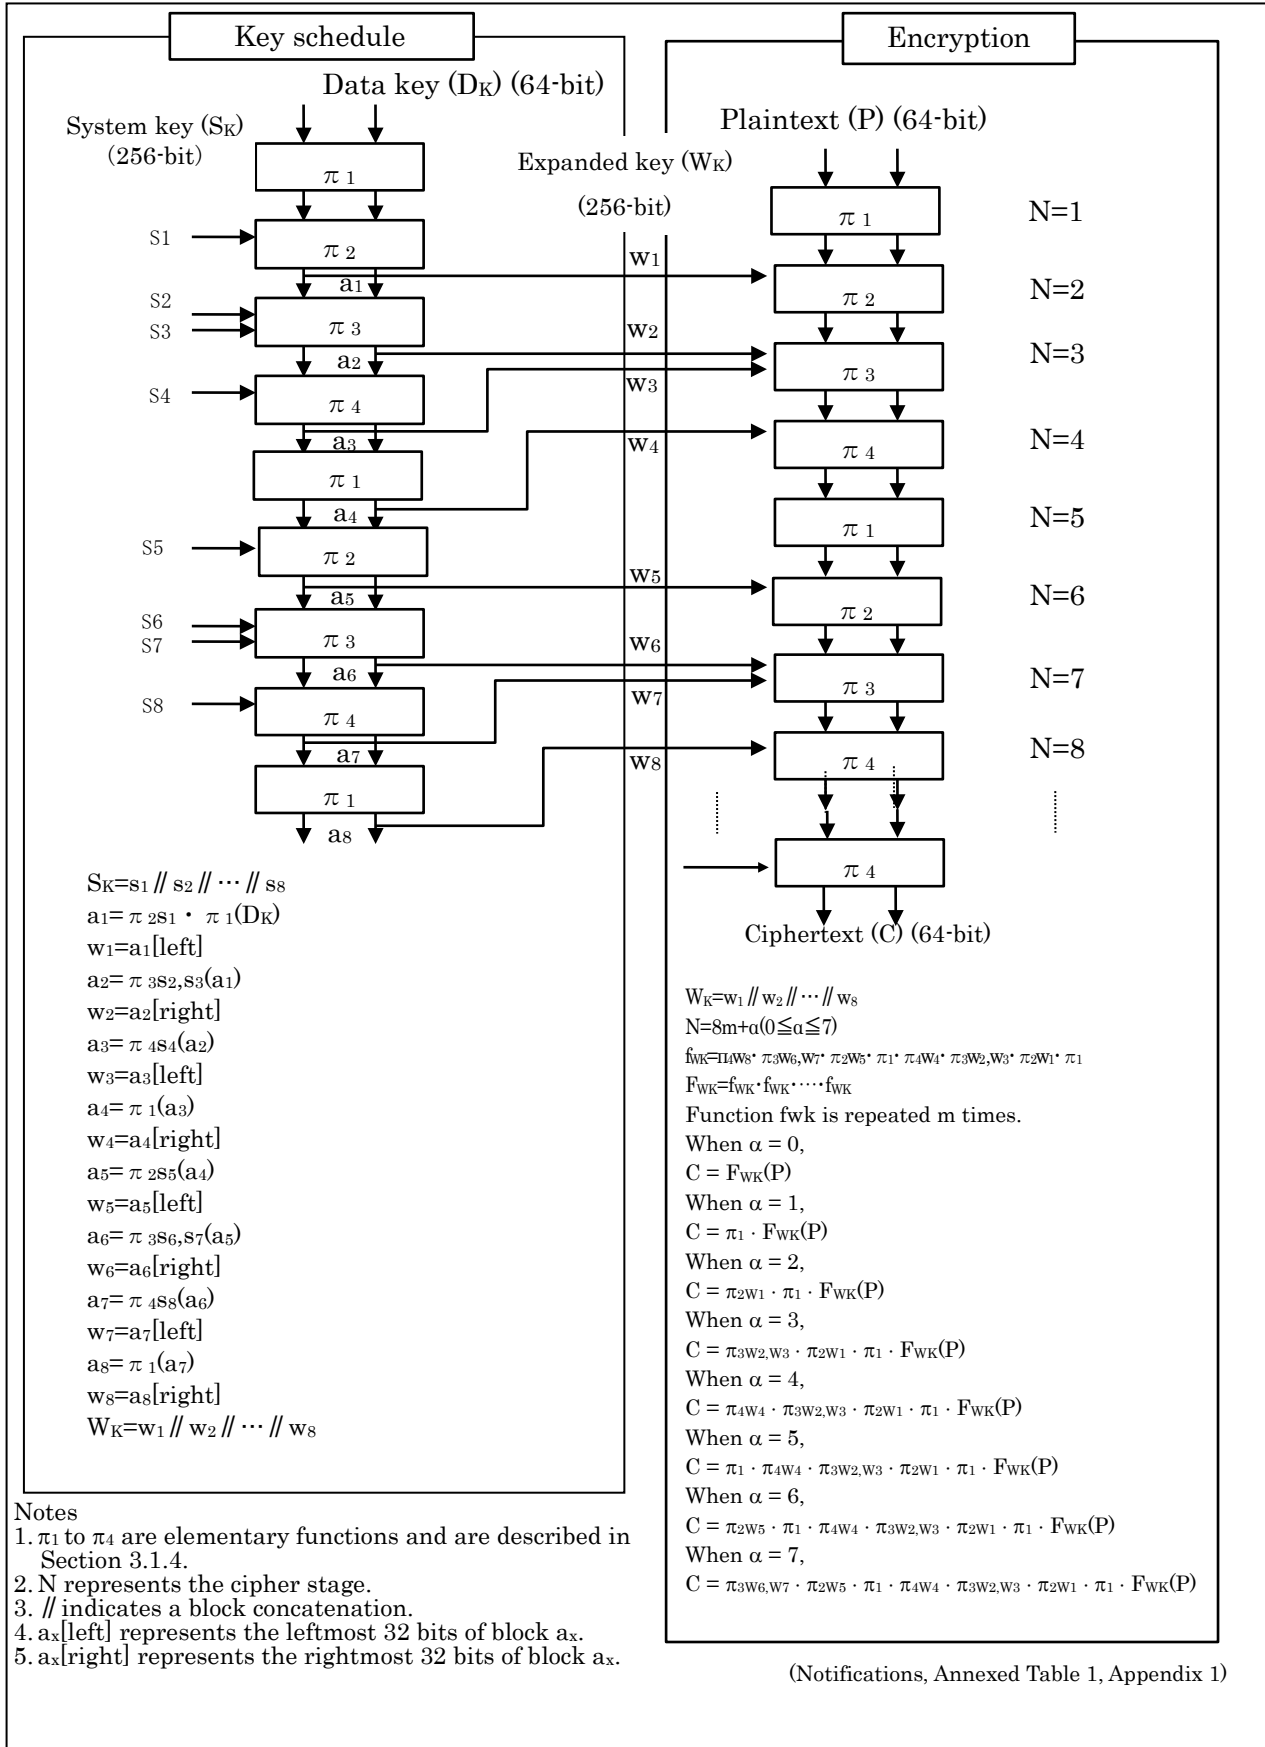 Key schedule
Data key (DK) (64-bit)
System key (SK)
(256-bit)
π 1
S1
π 2
a1
S2
S3
π 3
a2
S4
π 4
a3
π 1
a4
S5
π 2
a5
S6
S7
π 3
a6
S8
π 4
a7
π 1
a8
SK=s1 // s2 // ⋯ // s8
a1= π 2s1 · π 1(DK)
w1=a1[left]
a2= π 3s2,s3(a1)
w2=a2[right]
a3= π 4s4(a2)
w3=a3[left]
a4= π 1(a3)
w4=a4[right]
a5= π 2s5(a4)
w5=a5[left]
a6= π 3s6,s7(a5)
w6=a6[right]
a7= π 4s8(a6)
w7=a7[left]
a8= π 1(a7)
w8=a8[right]
WK=w1 // w2 // ⋯ // w8
Expanded key (WK)
(256-bit)
w1
w2
w3
w4
w5
w6
w7
w8
Encryption
Plaintext (P) (64-bit)
π 1 N=1
π 2 N=2
π 3 N=3
π 4 N=4
π 1 N=5
π 2 N=6
π 3 N=7
π 4 N=8
π 4
Ciphertext (C) (64-bit)
WK=w1 // w2 // ⋯ // w8
N=8m+α(0≦α≦7)
fWK=π4w8· π3w6,w7· π2w5· π1· π4w4· π3w2,w3· π2w1· π1
FWK=fWK·fWK·⋯·fWK
Function fwk is repeated m times.
When α = 0,
C = FWK(P)
When α = 1,
C = π1 · FWK(P)
When α = 2,
C = π2W1 · π1 · FWK(P)
When α = 3,
C = π3W2,W3 · π2W1 · π1 · FWK(P)
When α = 4,
C = π4W4 · π3W2,W3 · π2W1 · π1 · FWK(P)
When α = 5,
C = π1 · π4W4 · π3W2,W3 · π2W1 · π1 · FWK(P)
When α = 6,
C = π2W5 · π1 · π4W4 · π3W2,W3 · π2W1 · π1 · FWK(P)
When α = 7,
C = π3W6,W7 · π2W5 · π1 · π4W4 · π3W2,W3 · π2W1 · π1 · FWK(P)
Notes
1. π1 to π4 are elementary functions and are described in
Section 3.1.4.
2. N represents the cipher stage.
3. // indicates a block concatenation.
4. ax[left] represents the leftmost 32 bits of block ax.
5. ax[right] represents the rightmost 32 bits of block ax.
(Notifications, Annexed Table 1, Appendix 1)